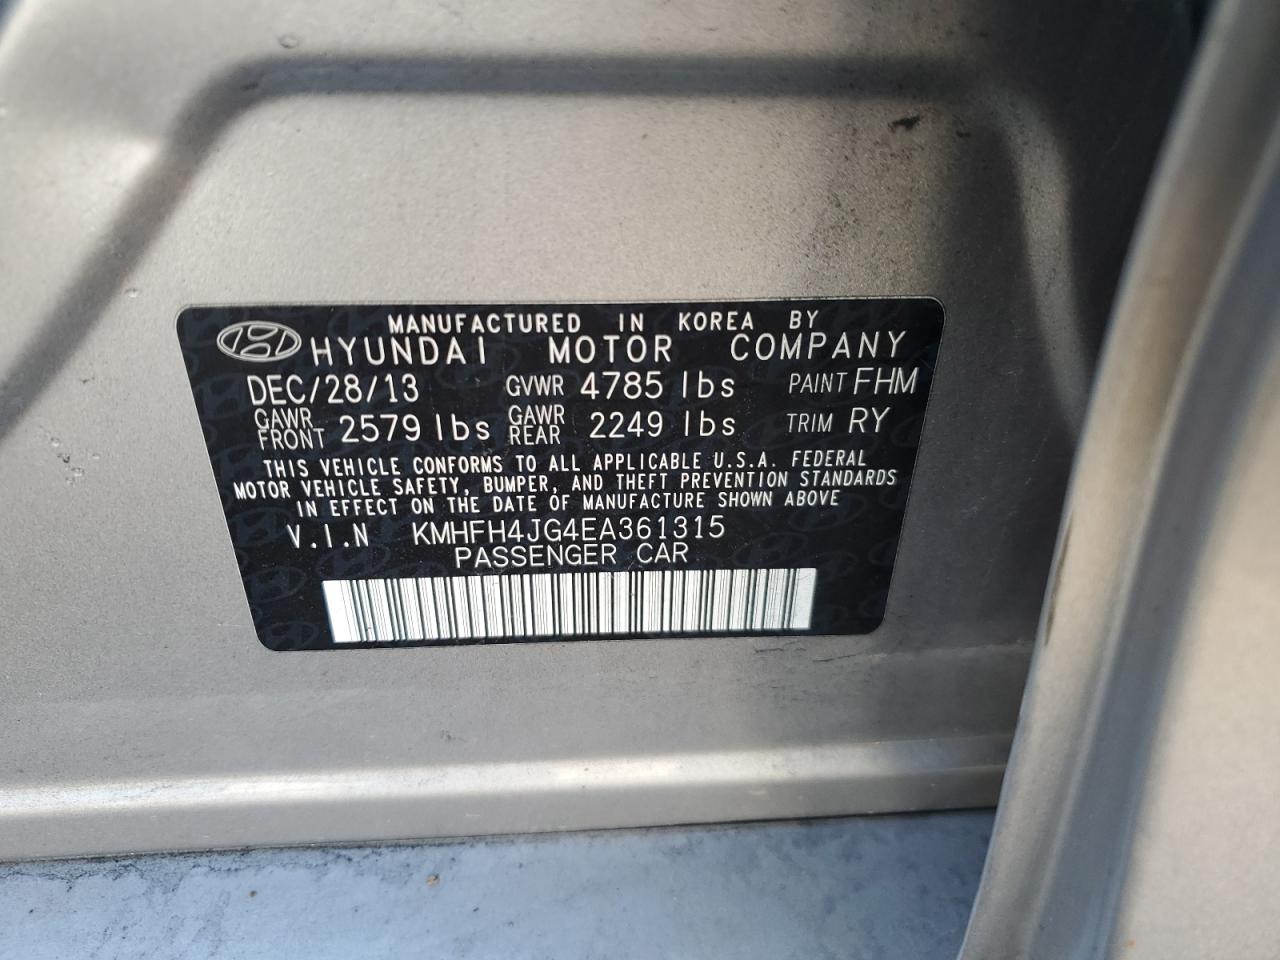 MANUFACTURED IN KOREA BY
HYUNDAI MOTOR COMPANY
DEC/28/13 GVWR 4785 lbs PAINT FHM
GAWR FRONT 2579 lbs GAWR REAR 2249 lbs TRIM RY
THIS VEHICLE CONFORMS TO ALL APPLICABLE U.S.A. FEDERAL
MOTOR VEHICLE SAFETY, BUMPER, AND THEFT PREVENTION STANDARDS
IN EFFECT ON THE DATE OF MANUFACTURE SHOWN ABOVE
V.I.N KMHFH4JG4EA361315
PASSENGER CAR